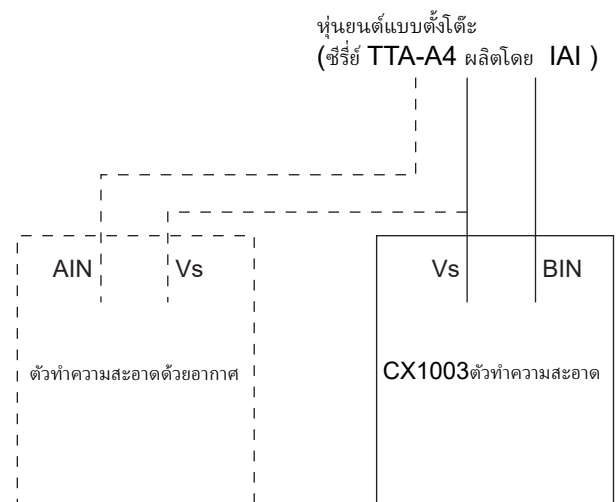 หุ่นยนต์แบบตั้งโต๊ะ
(ซีรี่ย์ TTA-A4 ผลิตโดย IAI )
AIN Vs
Vs BIN
ตัวทำความสะอาดด้วยอากาศ
CX1003ตัวทำความสะอาด